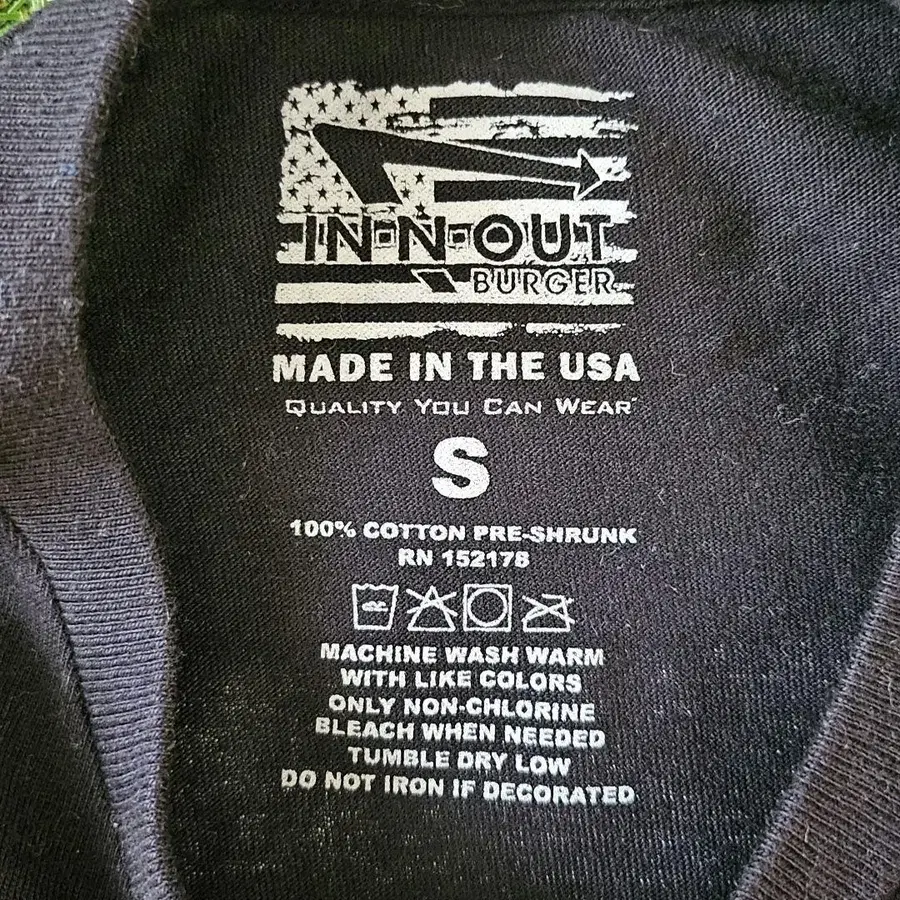 IN-N-OUT
BURGER
MADE IN THE USA
QUALITY YOU CAN WEAR™
S
100% COTTON PRE-SHRUNK
RN 152178
MACHINE WASH WARM
WITH LIKE COLORS
ONLY NON-CHLORINE
BLEACH WHEN NEEDED
TUMBLE DRY LOW
DO NOT IRON IF DECORATED